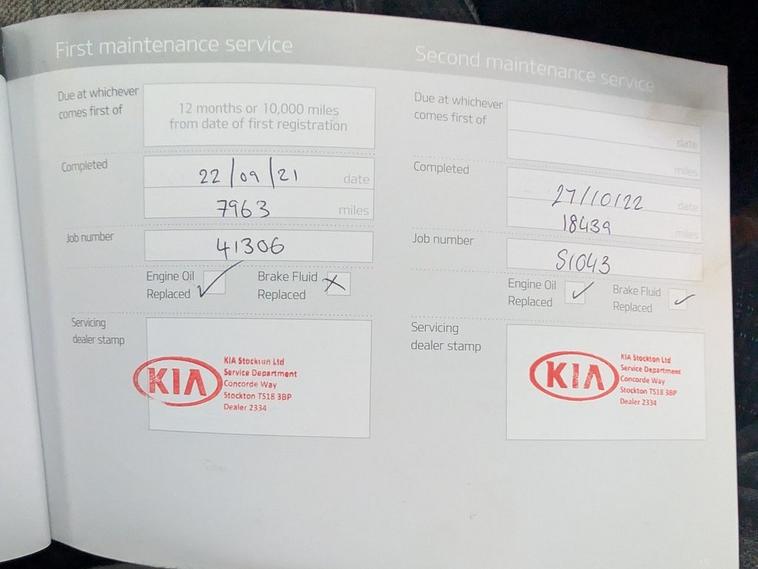 First maintenance service
Due at whichever
comes first of
12 months or 10,000 miles
from date of first registration
Completed
22/09/21 date
7963 miles
Job number
41306
Engine Oil
Replaced ✓
Brake Fluid
Replaced X
Servicing
dealer stamp
KIA
KIA Stockton Ltd
Service Department
Concorde Way
Stockton TS18 3BP
Dealer 2334
Second maintenance service
Due at whichever
comes first of
date
miles
Completed
27/10/22 date
18439 miles
Job number
51043
Engine Oil
Replaced ✓
Brake Fluid
Replaced ✓
Servicing
dealer stamp
KIA
KIA Stockton Ltd
Service Department
Concorde Way
Stockton TS18 3BP
Dealer 2334